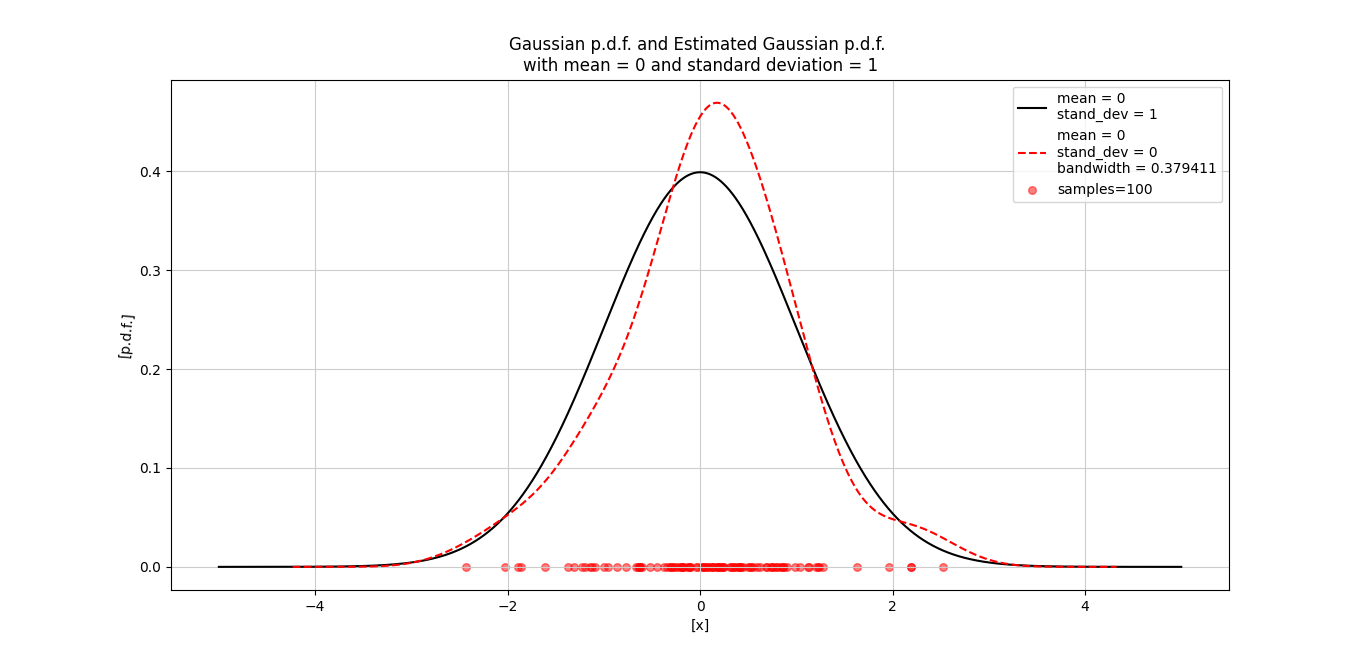 Gaussian p.d.f. and Estimated Gaussian p.d.f.
with mean = 0 and standard deviation = 1
mean = 0
stand_dev = 1
mean = 0
stand_dev = 0
bandwidth = 0.379411
samples=100
[p.d.f.]
0.4
0.3
0.2
0.1
0.0
−4
−2
0
2
4
[x]